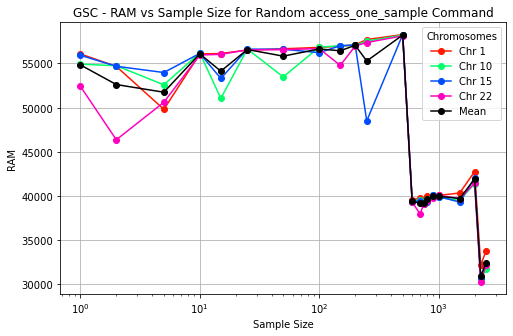 GSC - RAM vs Sample Size for Random access_one_sample Command
Chromosomes
Chr 1
Chr 10
Chr 15
Chr 22
Mean
RAM
55000
50000
45000
40000
35000
30000
10⁰
10¹
10²
10³
Sample Size